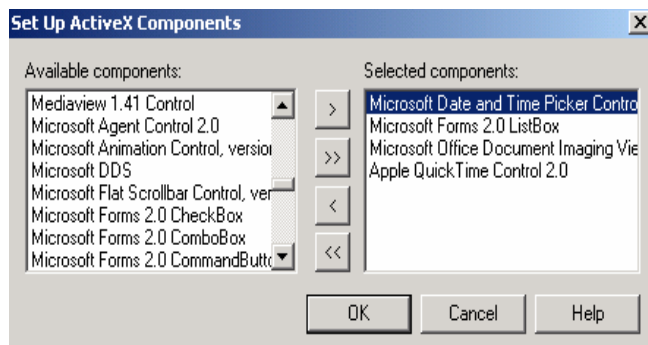 Set Up ActiveX Components
Available components:
Mediaview 1.41 Control
Microsoft Agent Control 2.0
Microsoft Animation Control, version
Microsoft DDS
Microsoft Flat Scrollbar Control, ver
Microsoft Forms 2.0 CheckBox
Microsoft Forms 2.0 ComboBox
Microsoft Forms 2.0 CommandButto
>
>>
<
<<
Selected components:
Microsoft Date and Time Picker Contro
Microsoft Forms 2.0 ListBox
Microsoft Office Document Imaging Vie
Apple QuickTime Control 2.0
OK
Cancel
Help